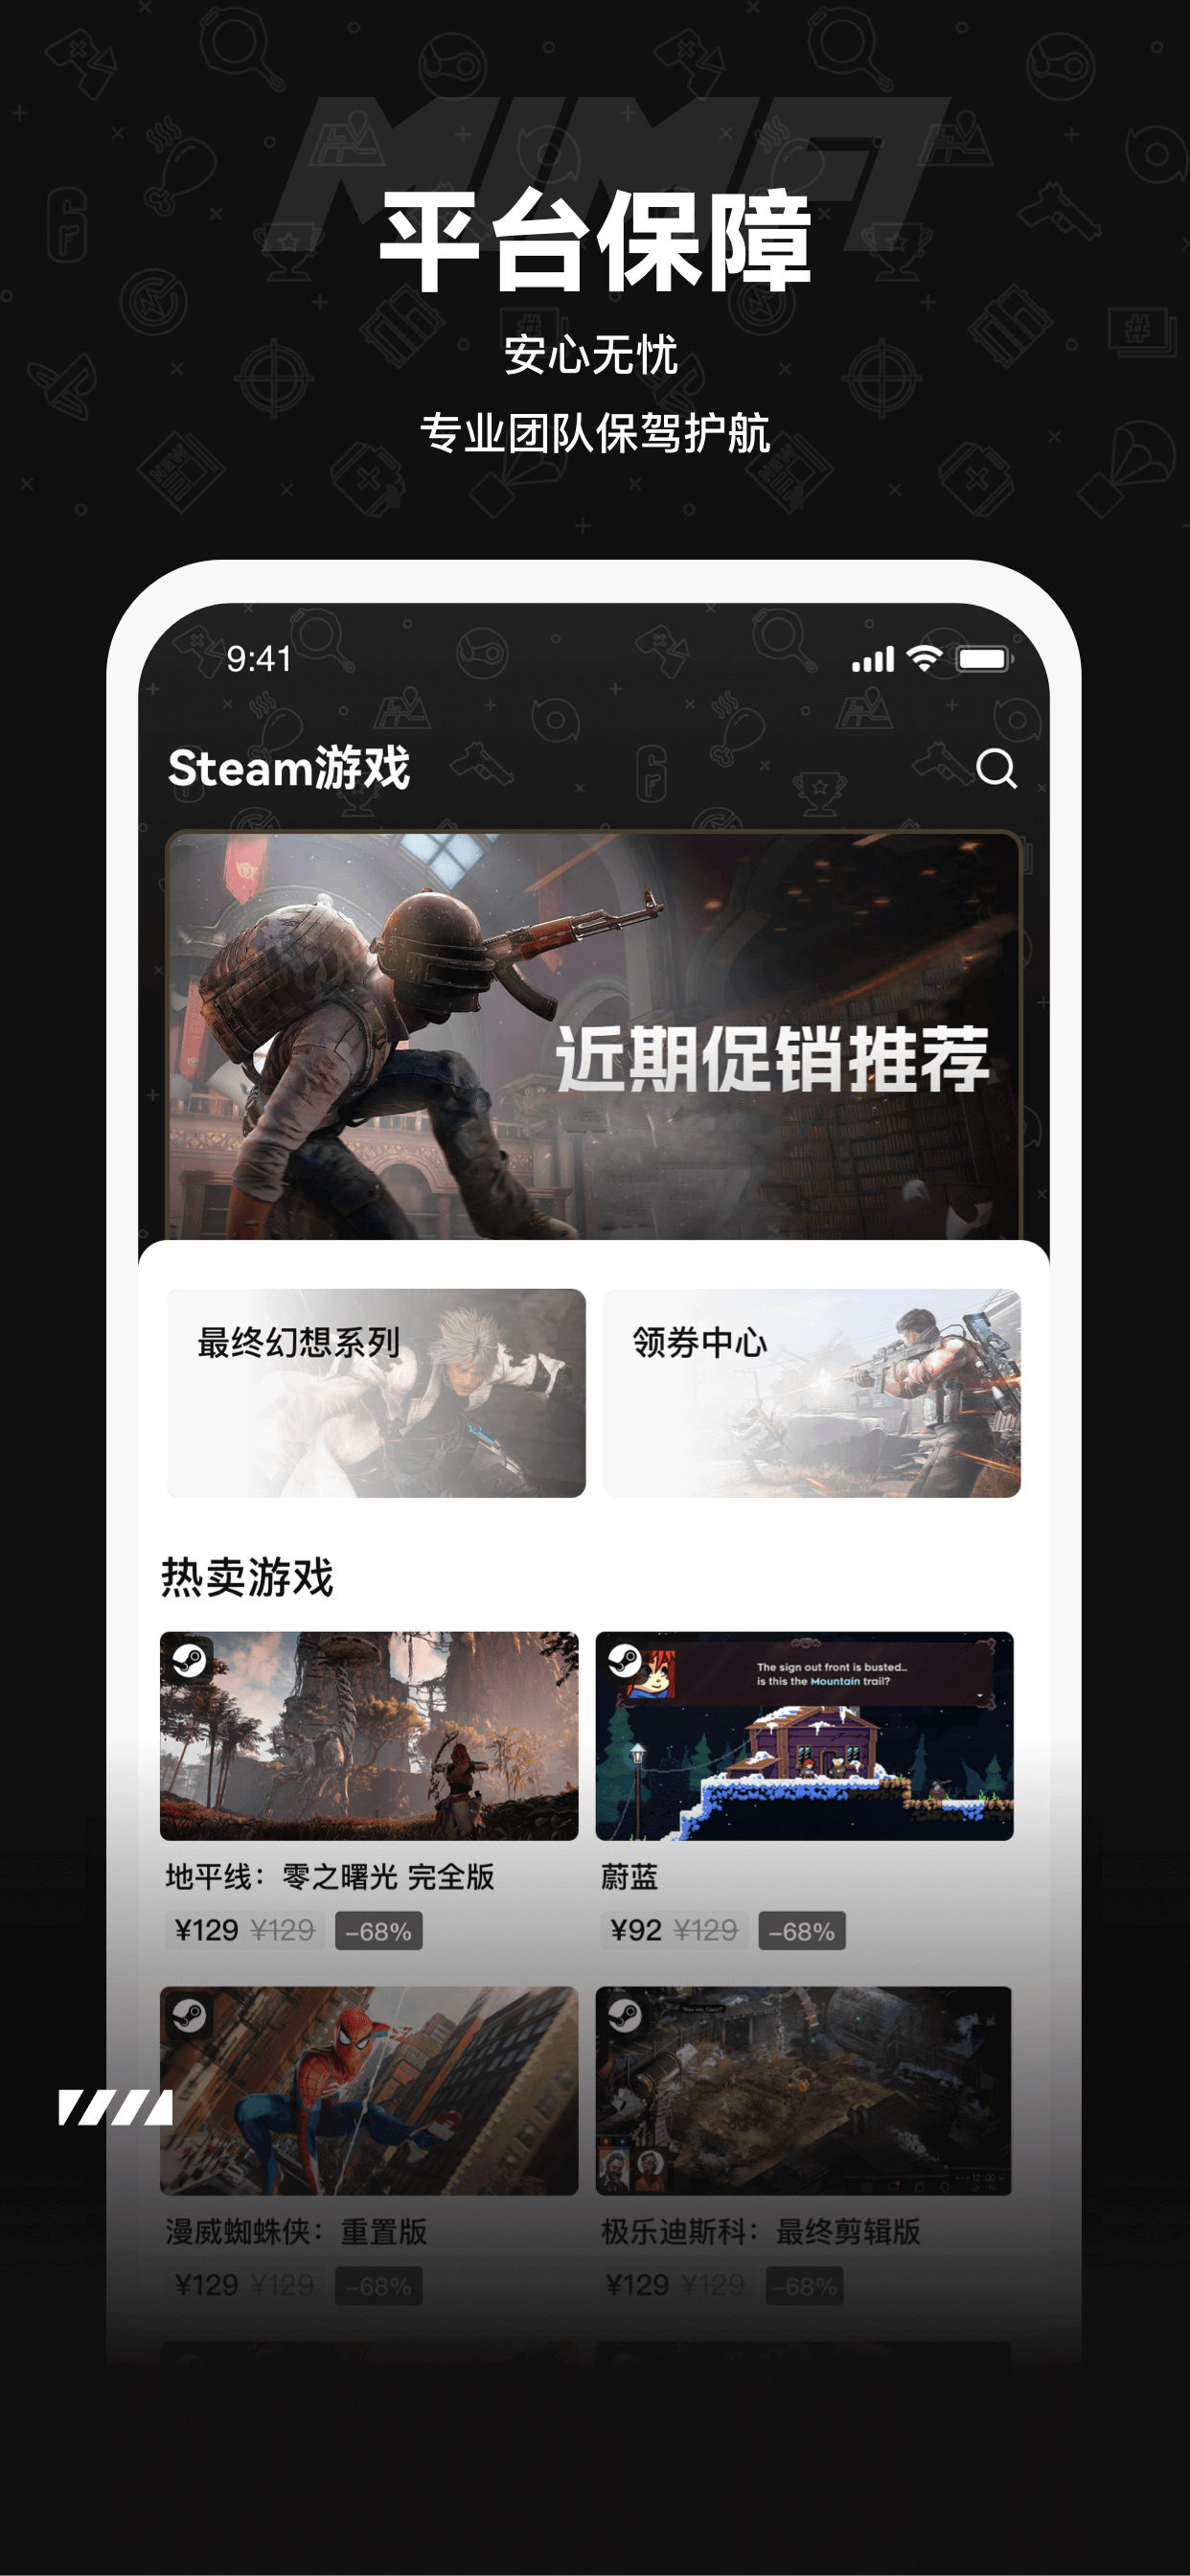 平台保障
安心无忧
专业团队保驾护航
9:41
Steam游戏
近期促销推荐
最终幻想系列
领券中心
热卖游戏
The sign out front is busted...
is this the Mountain trail?
地平线：零之曙光 完全版
蔚蓝
¥129 ¥129 -68%
¥92 ¥129 -68%
漫威蜘蛛侠：重置版
极乐迪斯科：最终剪辑版
¥129 ¥129 -68%
¥129 ¥129 -68%
12:00